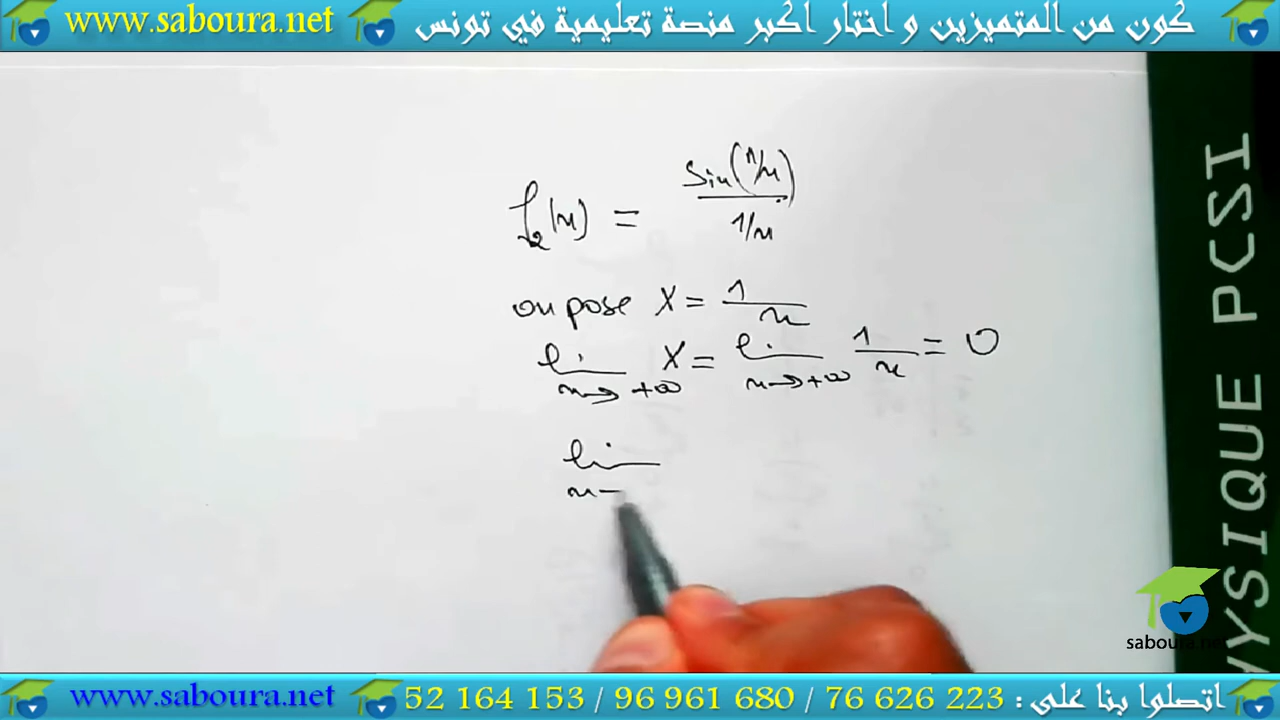 www.saboura.net كون من المتميزين و اختار اكبر منصة تعليمية في تونس
f₂(x) = sin(1/x) / 1/x
on pose X = 1/x
lim x→+∞ X = lim x→+∞ 1/x = 0
lim x-
PHYSIQUE PCSI
saboura.net
www.saboura.net 52 164 153 / 96 961 680 / 76 626 223 : اتصلوا بنا على